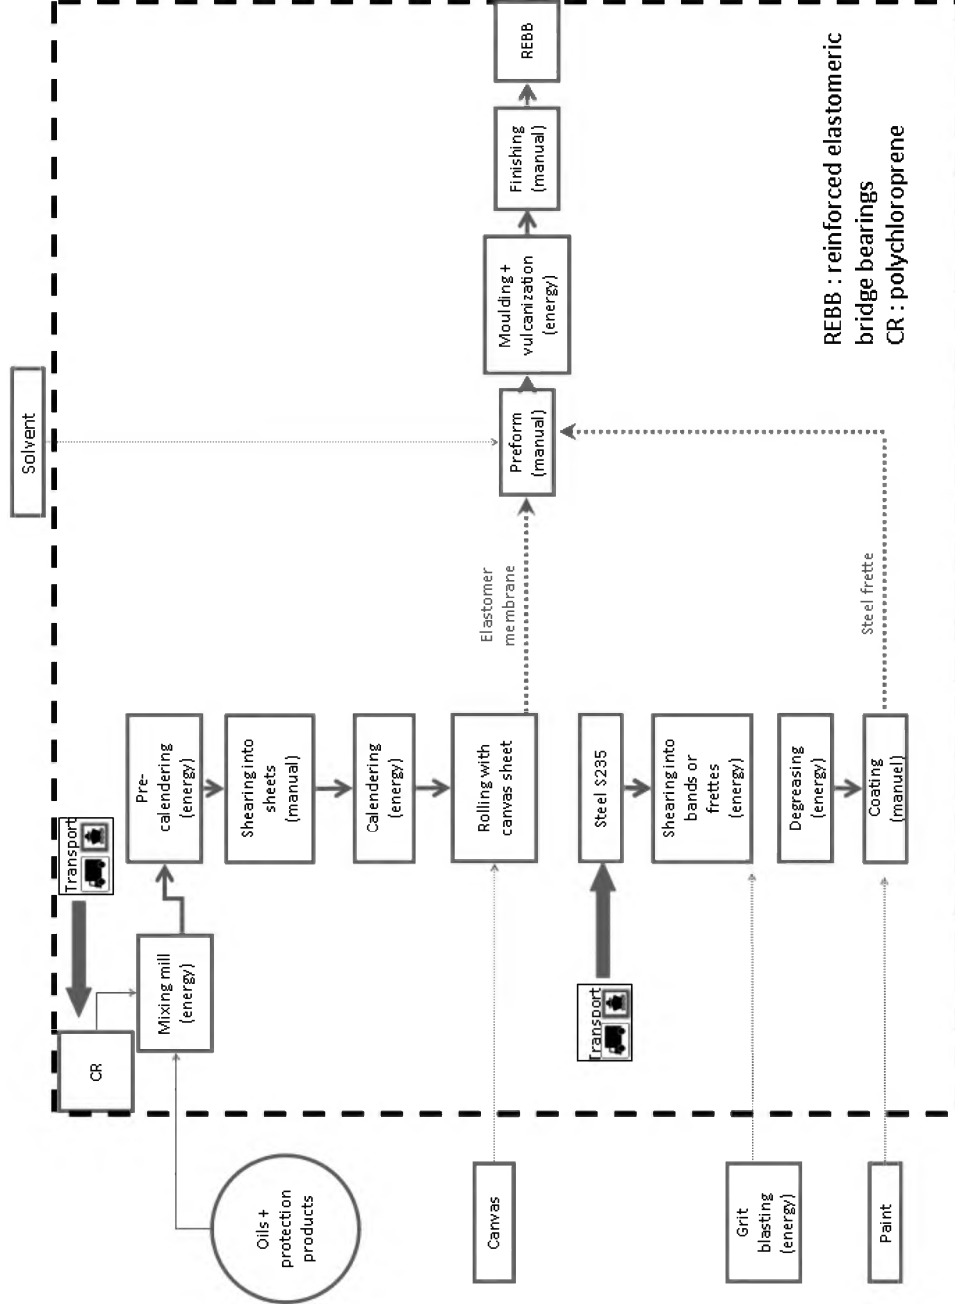 Solvent
Transport
CR
Mixing mill
(energy)
Oils +
protection
products
Pre-
calendering
(energy)
Shearing into
sheets
(manual)
Calendering
(energy)
Canvas
Rolling with
canvas sheet
Elastomer
membrane
Preform
(manual)
Moulding +
vulcanization
(energy)
Finishing
(manual)
REBB
Transport
Steel S235
Grit
blasting
(energy)
Shearing into
bands or
frettes
(energy)
Degreasing
(energy)
Paint
Coating
(manuel)
Steel frette
REBB : reinforced elastomeric
bridge bearings
CR : polychloroprene